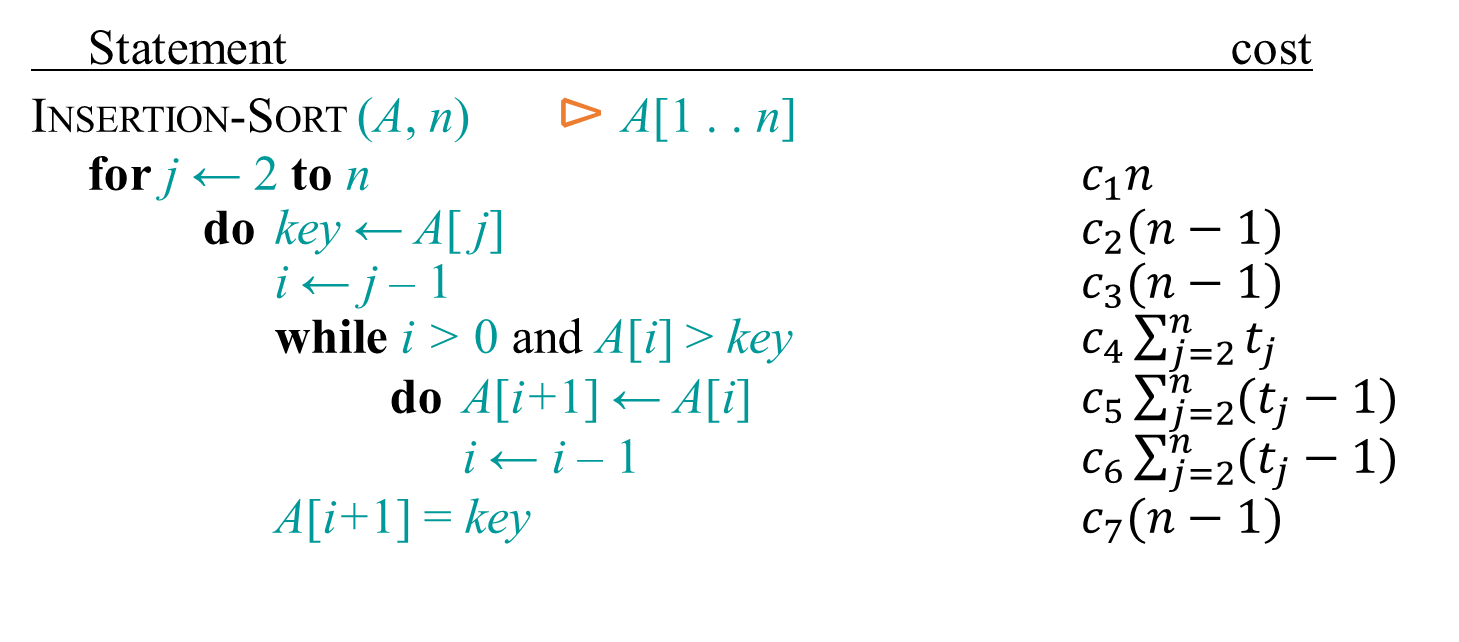 Statement cost
INSERTION-SORT (A, n) ▷ A[1 . . n]
for j ← 2 to n c₁n
do key ← A[ j] c₂(n − 1)
i ← j – 1 c₃(n − 1)
while i > 0 and A[i] > key c₄ ∑ⁿⱼ₌₂ tⱼ
do A[i+1] ← A[i] c₅ ∑ⁿⱼ₌₂(tⱼ − 1)
i ← i – 1 c₆ ∑ⁿⱼ₌₂(tⱼ − 1)
A[i+1] = key c₇(n − 1)